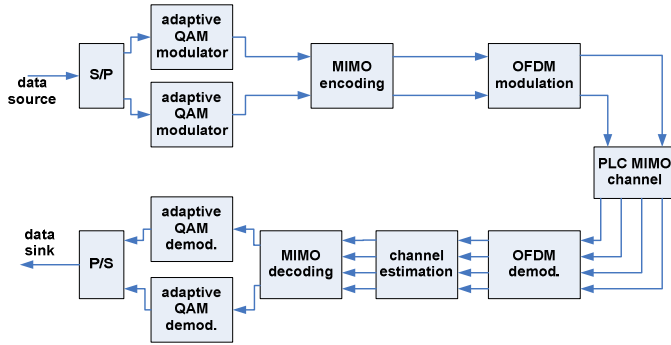 data
source
S/P
adaptive
QAM
modulator
adaptive
QAM
modulator
MIMO
encoding
OFDM
modulation
PLC MIMO
channel
OFDM
demod.
channel
estimation
MIMO
decoding
adaptive
QAM
demod.
adaptive
QAM
demod.
P/S
data
sink